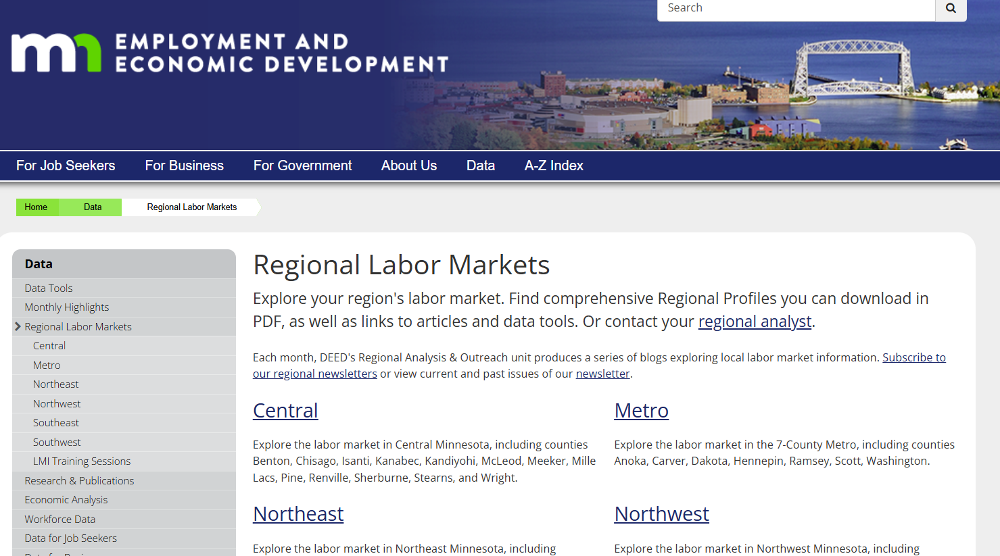 Search
mn EMPLOYMENT AND
ECONOMIC DEVELOPMENT
For Job Seekers For Business For Government About Us Data A-Z Index
Home Data Regional Labor Markets
Data
Data Tools
Monthly Highlights
Regional Labor Markets
Central
Metro
Northeast
Northwest
Southeast
Southwest
LMI Training Sessions
Research & Publications
Economic Analysis
Workforce Data
Data for Job Seekers
Regional Labor Markets
Explore your region's labor market. Find comprehensive Regional Profiles you can download in
PDF, as well as links to articles and data tools. Or contact your regional analyst.
Each month, DEED's Regional Analysis & Outreach unit produces a series of blogs exploring local labor market information. Subscribe to
our regional newsletters or view current and past issues of our newsletter.
Central
Explore the labor market in Central Minnesota, including counties
Benton, Chisago, Isanti, Kanabec, Kandiyohi, McLeod, Meeker, Mille
Lacs, Pine, Renville, Sherburne, Stearns, and Wright.
Metro
Explore the labor market in the 7-County Metro, including counties
Anoka, Carver, Dakota, Hennepin, Ramsey, Scott, Washington.
Northeast
Explore the labor market in Northeast Minnesota, including
Northwest
Explore the labor market in Northwest Minnesota, including